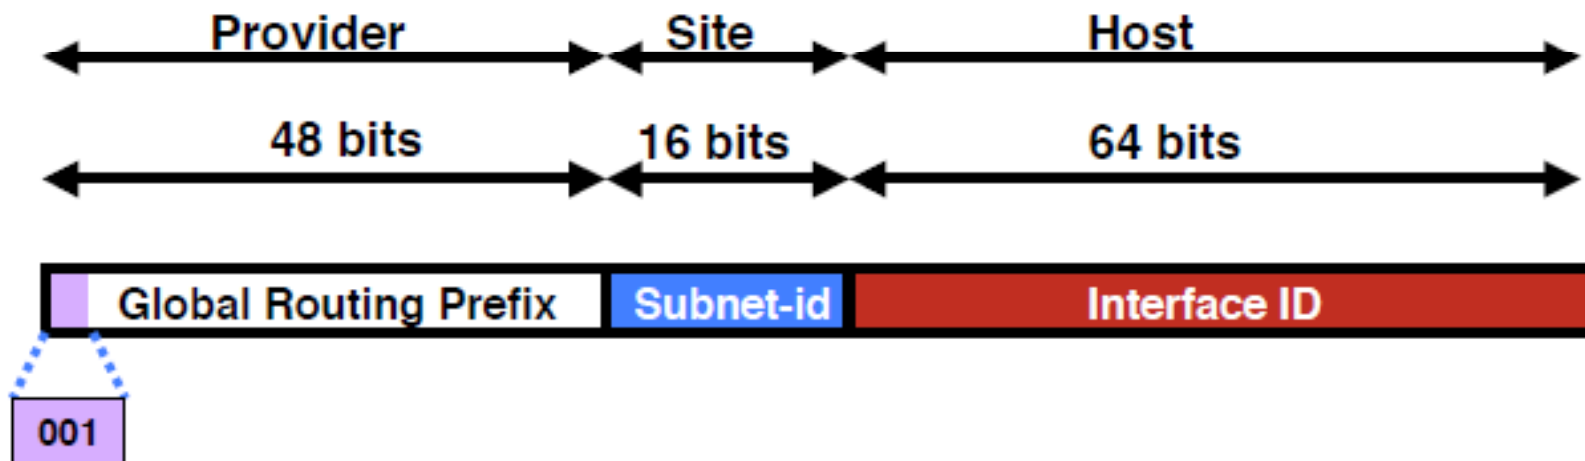 Provider Site Host
48 bits 16 bits 64 bits
Global Routing Prefix Subnet-id Interface ID
001